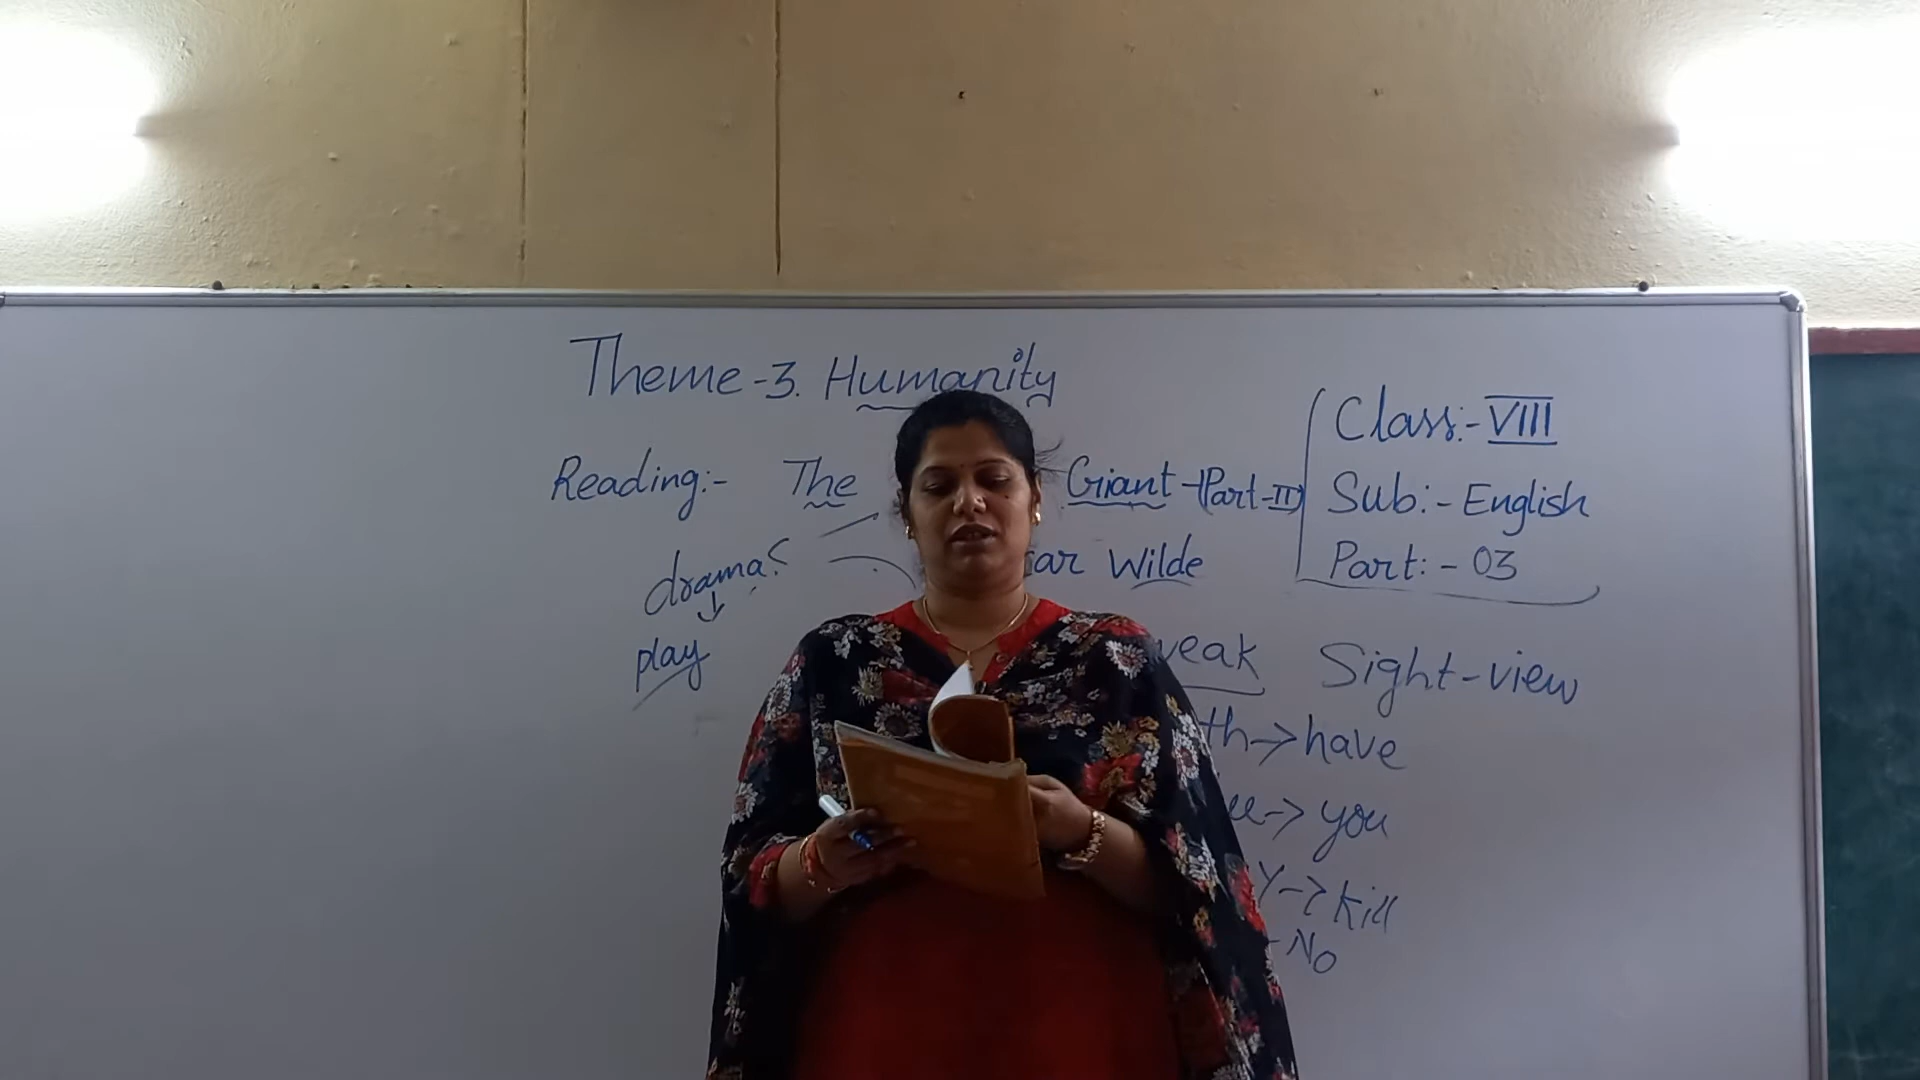 Theme-3. Humanity
Reading:- The Giant -(Part-II)
Wilde
drama
play
Class:- VIII
Sub:- English
Part:- 03
Sight-view
→have
→ you
→ Kill
- No